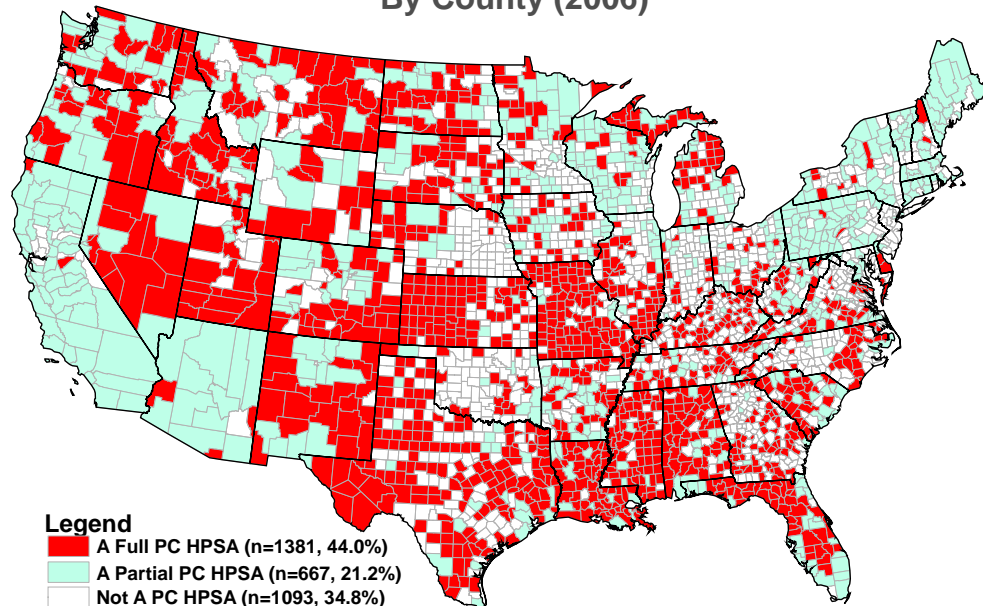 By County (2006)
Legend
A Full PC HPSA (n=1381, 44.0%)
A Partial PC HPSA (n=667, 21.2%)
Not A PC HPSA (n=1093, 34.8%)